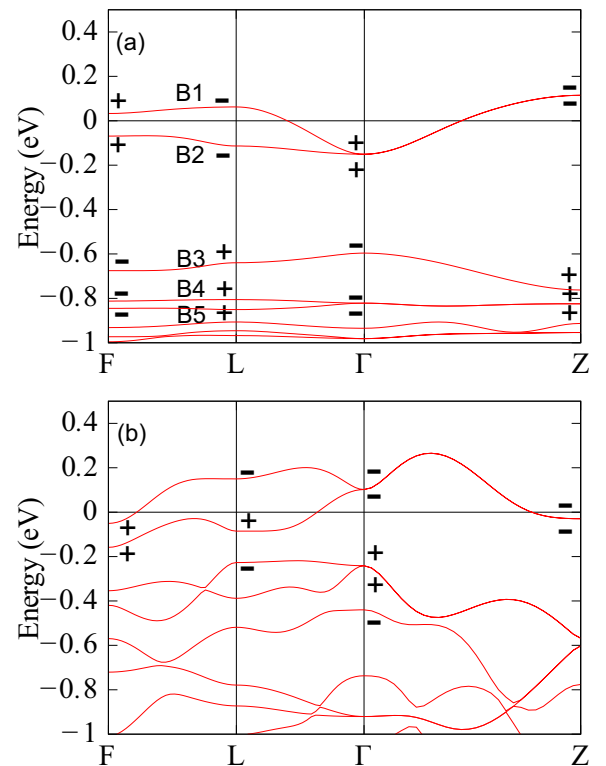 (a)
Energy (eV)
0.4
0.2
0
−0.2
−0.4
−0.6
−0.8
−1
+ B1 − − −
+ B2 − + +
− B3 + − +
− B4 + − +
− B5 + − +
F L Γ Z
(b)
Energy (eV)
0.4
0.2
0
−0.2
−0.4
−0.6
−0.8
−1
− − −
+ + − −
+ − + + −
F L Γ Z